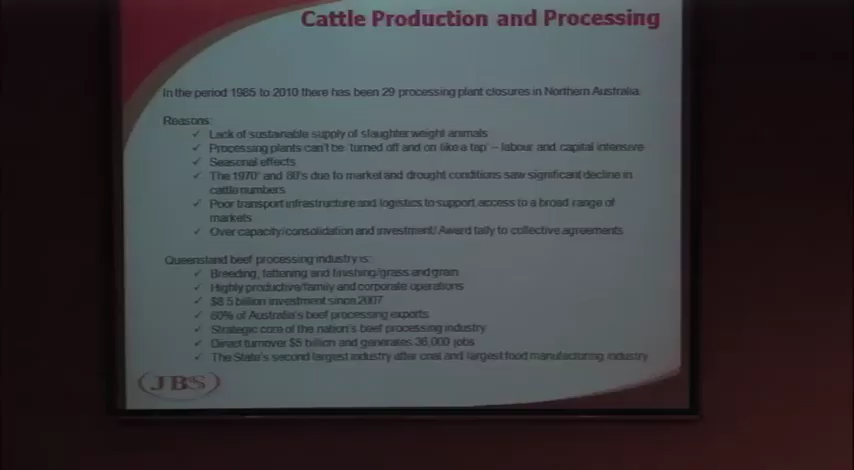 Cattle Production and Processing
In the period 1985 to 2010 there has been 29 processing plant closures in Northern Australia.
Reasons:
✓ Lack of sustainable supply of slaughter weight animals
✓ Processing plants can't be 'turned off and on like a tap' – labour and capital intensive
✓ Seasonal effects
✓ The 1970' and 80's due to market and drought conditions saw significant decline in
cattle numbers
✓ Poor transport infrastructure and logistics to support access to a broad range of
markets
✓ Over capacity/consolidation and investment/ Award tally to collective agreements
Queensland beef processing industry is:
✓ Breeding, fattening and finishing/grass and grain
✓ Highly productive/family and corporate operations
✓ $8.5 billion investment since 2007
✓ 60% of Australia's beef processing exports
✓ Strategic core of the nation's beef processing industry
✓ Direct turnover $5 billion and generates 36,000 jobs
✓ The State's second largest industry after coal and largest food manufacturing industry
JBS